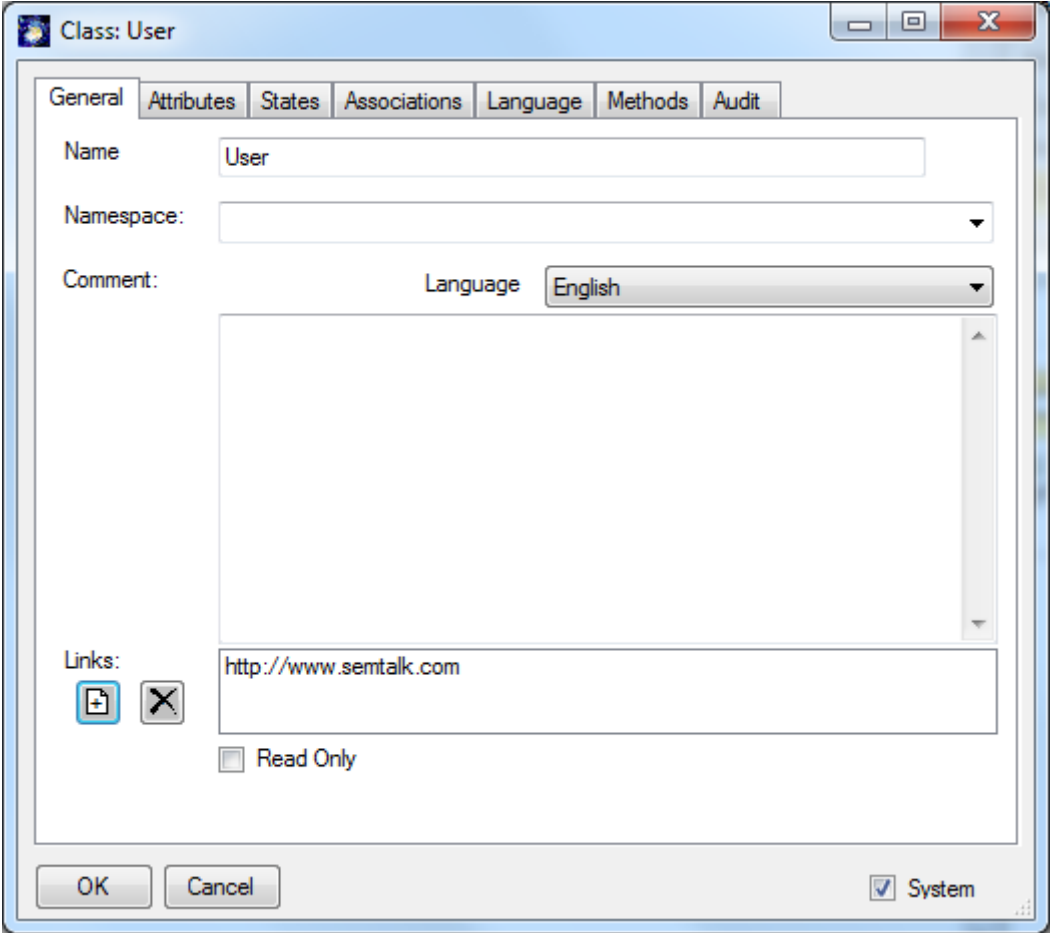 Class: User
General Attributes States Associations Language Methods Audit
Name User
Namespace:
Comment: Language English
Links: http://www.semtalk.com
Read Only
OK Cancel System